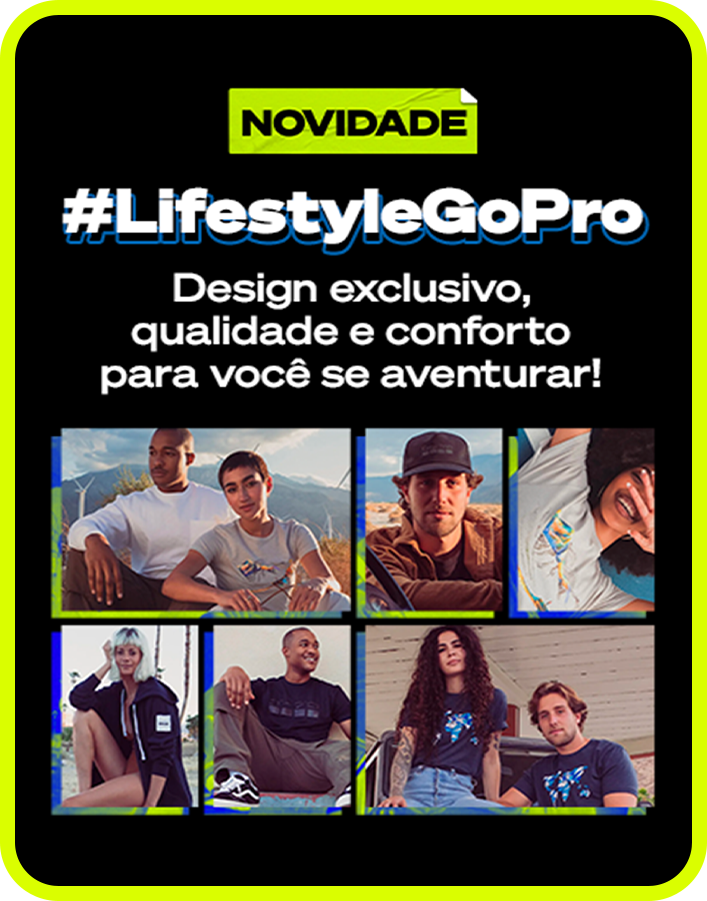 NOVIDADE
#LifestyleGoPro
Design exclusivo,
qualidade e conforto
para você se aventurar!